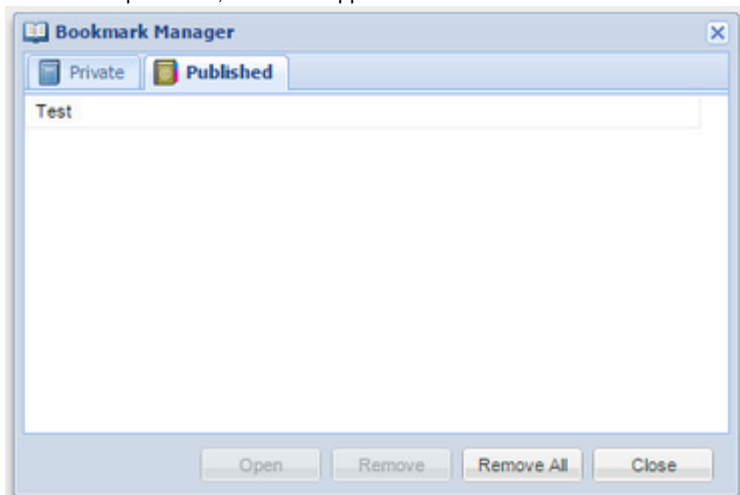 Bookmark Manager
Private Published
Test
Open Remove Remove All Close